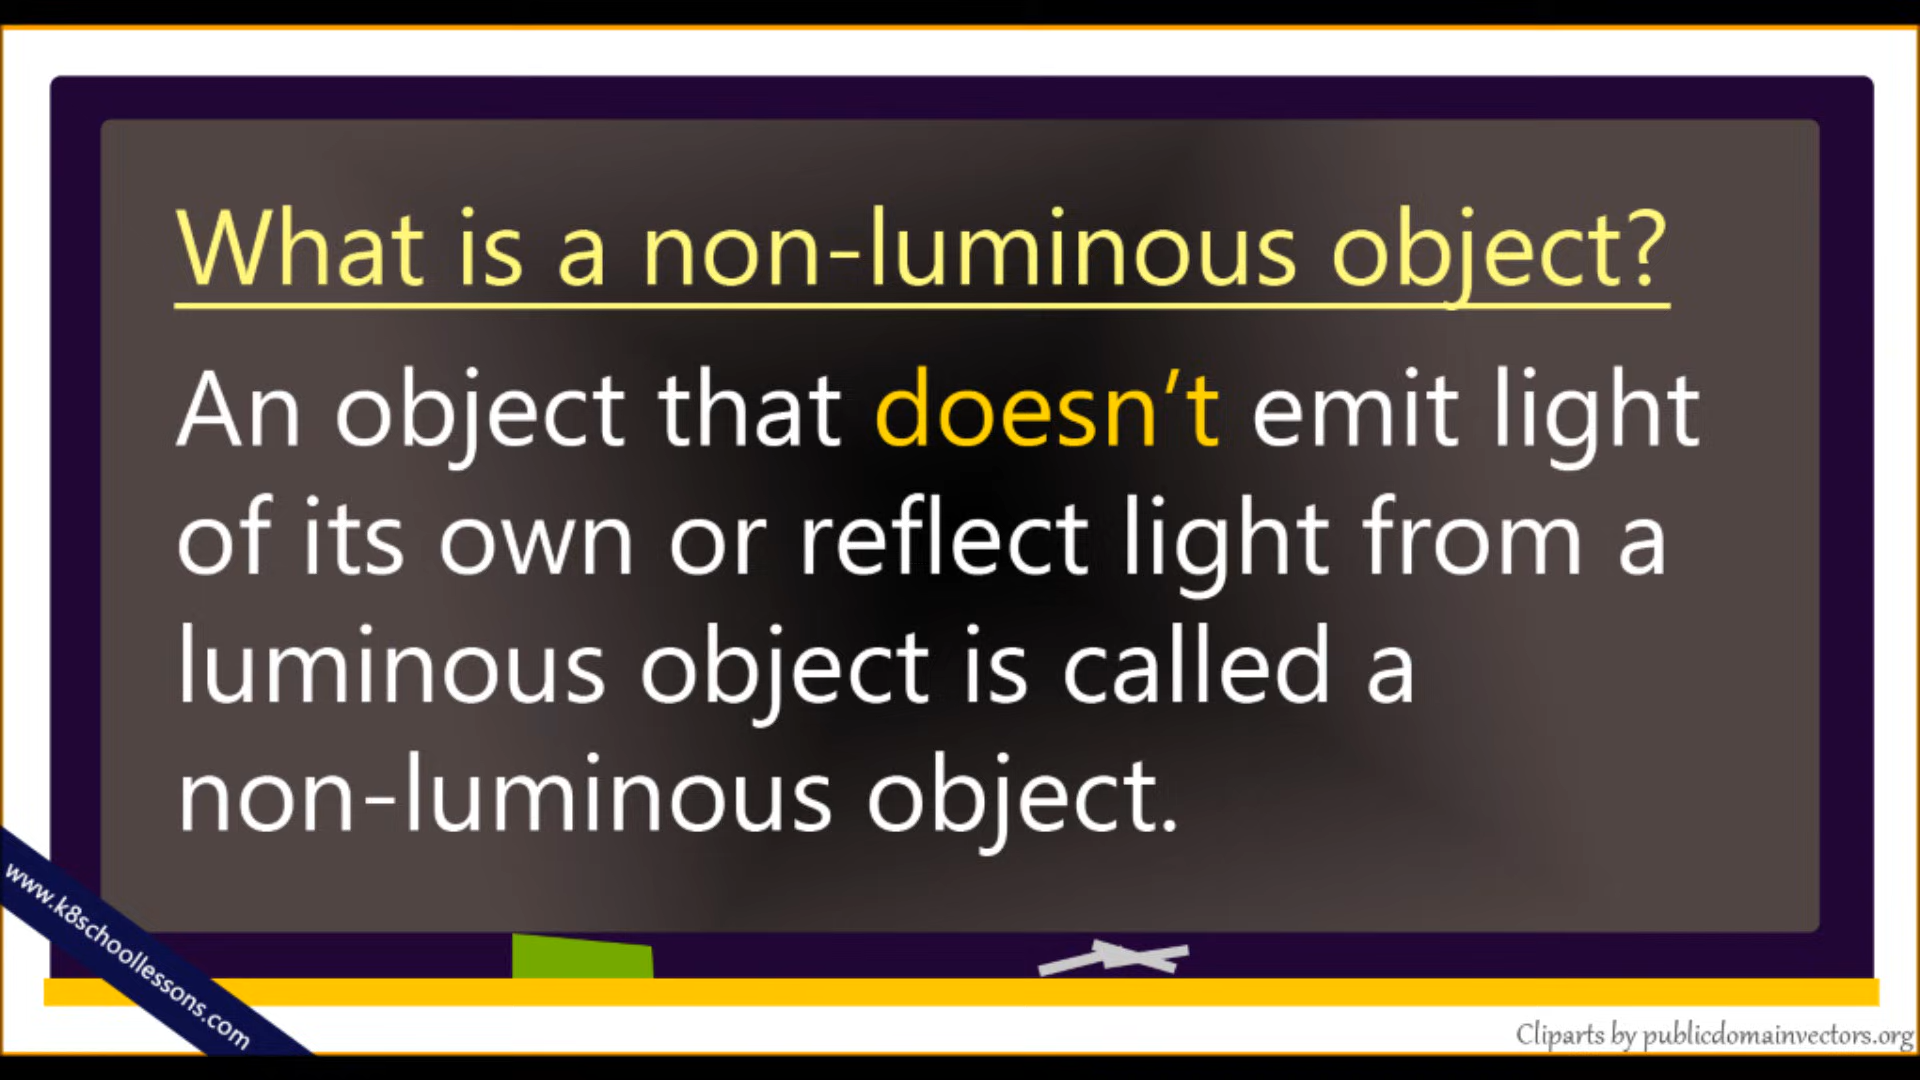 What is a non-luminous object?
An object that doesn’t emit light
of its own or reflect light from a
luminous object is called a
non-luminous object.
www.k8schoollessons.com
Cliparts by publicdomainvectors.org